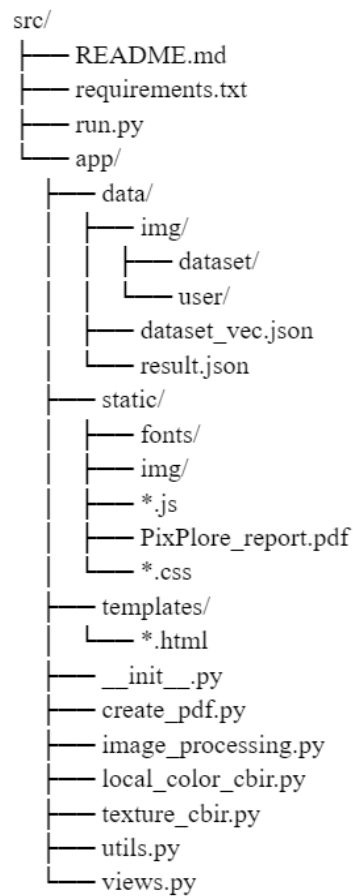 src/
├── README.md
├── requirements.txt
├── run.py
└── app/
    ├── data/
    │   ├── img/
    │   │   ├── dataset/
    │   │   └── user/
    │   ├── dataset_vec.json
    │   └── result.json
    ├── static/
    │   ├── fonts/
    │   ├── img/
    │   ├── *.js
    │   ├── PixPlore_report.pdf
    │   └── *.css
    ├── templates/
    │   └── *.html
    ├── __init__.py
    ├── create_pdf.py
    ├── image_processing.py
    ├── local_color_cbir.py
    ├── texture_cbir.py
    ├── utils.py
    └── views.py